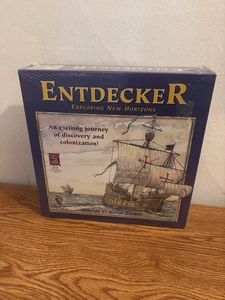 ENTDECKER
EXPLORING NEW HORIZONS
An exciting journey
of discovery and
colonization!